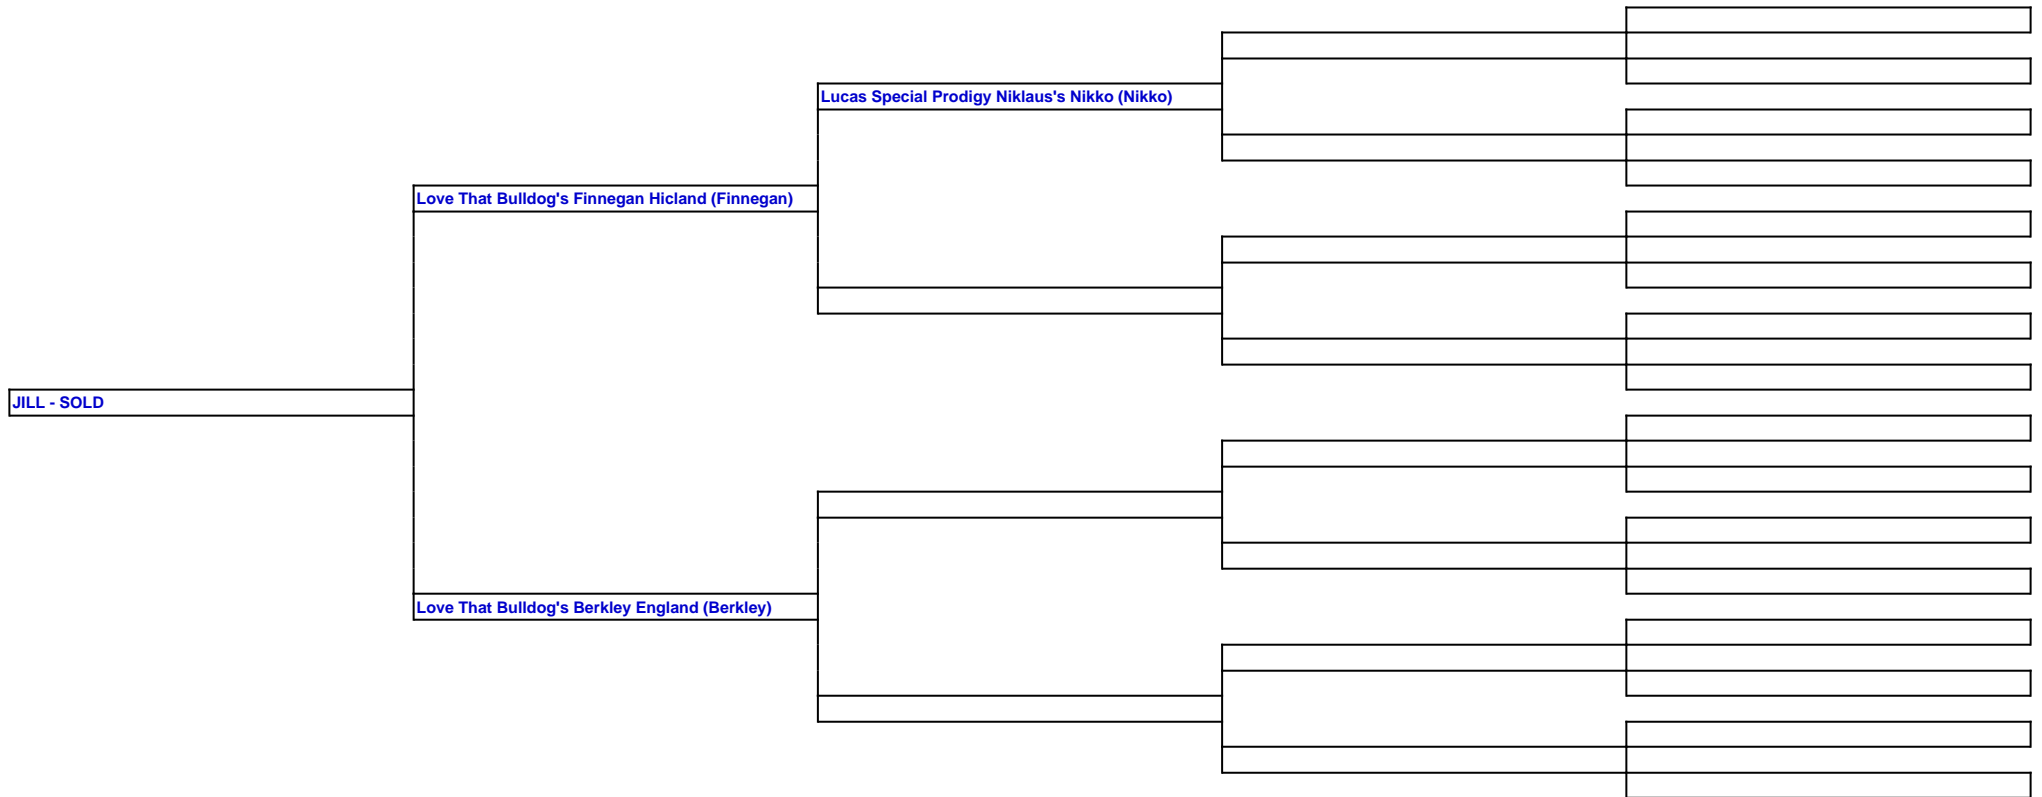 Lucas Special Prodigy Niklaus's Nikko (Nikko)
Love That Bulldog's Finnegan Hicland (Finnegan)
JILL - SOLD
Love That Bulldog's Berkley England (Berkley)